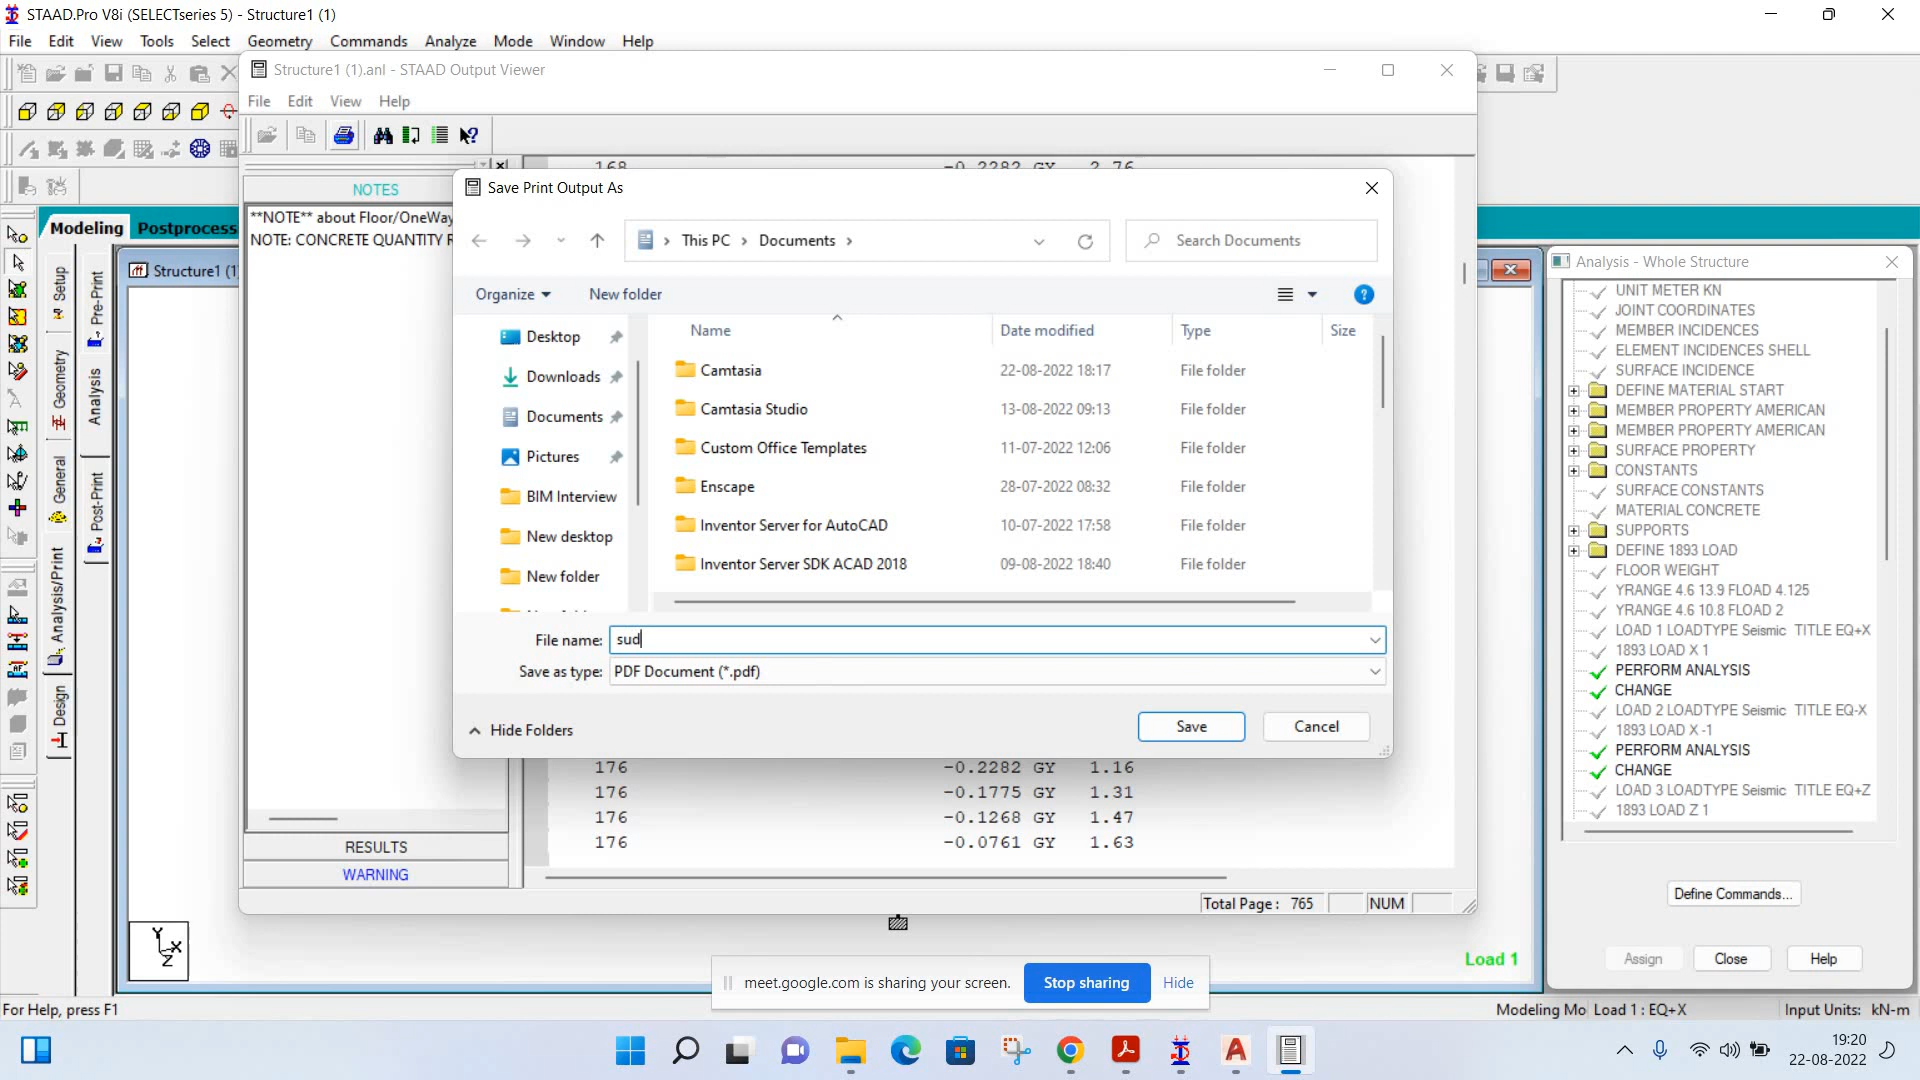 STAAD.Pro V8i (SELECTseries 5) - Structure1 (1)
File Edit View Tools Select Geometry Commands Analyze Mode Window Help
Structure1 (1).anl - STAAD Output Viewer
File Edit View Help
168 -0.2282 GY 2.76
NOTES
**NOTE** about Floor/OneWay
NOTE: CONCRETE QUANTITY R
Save Print Output As
This PC > Documents >
Search Documents
Organize New folder
Name Date modified Type Size
Desktop
Downloads
Documents
Pictures
BIM Interview
New desktop
New folder
Camtasia 22-08-2022 18:17 File folder
Camtasia Studio 13-08-2022 09:13 File folder
Custom Office Templates 11-07-2022 12:06 File folder
Enscape 28-07-2022 08:32 File folder
Inventor Server for AutoCAD 10-07-2022 17:58 File folder
Inventor Server SDK ACAD 2018 09-08-2022 18:40 File folder
File name: sud
Save as type: PDF Document (*.pdf)
Hide Folders
Save Cancel
176 -0.2282 GY 1.16
176 -0.1775 GY 1.31
176 -0.1268 GY 1.47
176 -0.0761 GY 1.63
RESULTS
WARNING
Total Page : 765 NUM
Modeling Postprocess
Structure1 (1)
Setup
Geometry
General
Analysis/Print
Design
Pre-Print
Analysis
Post-Print
Analysis - Whole Structure
UNIT METER KN
JOINT COORDINATES
MEMBER INCIDENCES
ELEMENT INCIDENCES SHELL
SURFACE INCIDENCE
DEFINE MATERIAL START
MEMBER PROPERTY AMERICAN
MEMBER PROPERTY AMERICAN
SURFACE PROPERTY
CONSTANTS
SURFACE CONSTANTS
MATERIAL CONCRETE
SUPPORTS
DEFINE 1893 LOAD
FLOOR WEIGHT
YRANGE 4.6 13.9 FLOAD 4.125
YRANGE 4.6 10.8 FLOAD 2
LOAD 1 LOADTYPE Seismic TITLE EQ+X
1893 LOAD X 1
PERFORM ANALYSIS
CHANGE
LOAD 2 LOADTYPE Seismic TITLE EQ-X
1893 LOAD X -1
PERFORM ANALYSIS
CHANGE
LOAD 3 LOADTYPE Seismic TITLE EQ+Z
1893 LOAD Z 1
Define Commands...
Assign Close Help
Y
X
Z
Load 1
meet.google.com is sharing your screen. Stop sharing Hide
For Help, press F1
Modeling Mo Load 1 : EQ+X Input Units: kN-m
19:20
22-08-2022